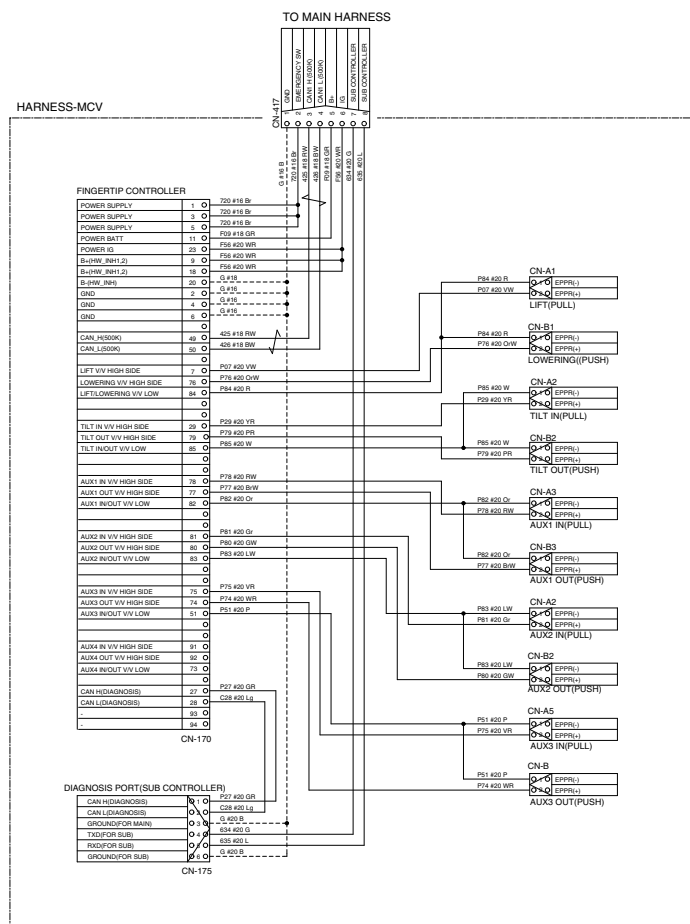 TO MAIN HARNESS
HARNESS-MCV
CN-417
GND
EMERGENCY SW
CAN1 H (500K)
CAN1 L (500K)
B+
IG
SUB CONTROLLER
SUB CONTROLLER
1 2 3 4 5 6 7 8
G #16 B
720 #16 Br
425 #18 RW
426 #18 BW
F09 #18 GR
F56 #20 WR
634 #20 G
635 #20 L
FINGERTIP CONTROLLER
POWER SUPPLY 1 720 #16 Br
POWER SUPPLY 3 720 #16 Br
POWER SUPPLY 5 720 #16 Br
POWER BATT 11 F09 #18 GR
POWER IG 23 F56 #20 WR
B+(HW_INH1,2) 9 F56 #20 WR
B+(HW_INH1,2) 18 F56 #20 WR
B-(HW_INH) 20 G #18
GND 2 G #16
GND 4 G #16
GND 6 G #16
CAN_H(500K) 49 425 #18 RW
CAN_L(500K) 50 426 #18 BW
LIFT V/V HIGH SIDE 7 P07 #20 VW
LOWERING V/V HIGH SIDE 76 P76 #20 OrW
LIFT/LOWERING V/V LOW 84 P84 #20 R
TILT IN V/V HIGH SIDE 29 P29 #20 YR
TILT OUT V/V HIGH SIDE 79 P79 #20 PR
TILT IN/OUT V/V LOW 85 P85 #20 W
AUX1 IN V/V HIGH SIDE 78 P78 #20 RW
AUX1 OUT V/V HIGH SIDE 77 P77 #20 BrW
AUX1 IN/OUT V/V LOW 82 P82 #20 Or
AUX2 IN V/V HIGH SIDE 81 P81 #20 Gr
AUX2 OUT V/V HIGH SIDE 80 P80 #20 GW
AUX2 IN/OUT V/V LOW 83 P83 #20 LW
AUX3 IN V/V HIGH SIDE 75 P75 #20 VR
AUX3 OUT V/V HIGH SIDE 74 P74 #20 WR
AUX3 IN/OUT V/V LOW 51 P51 #20 P
AUX4 IN V/V HIGH SIDE 91
AUX4 OUT V/V HIGH SIDE 92
AUX4 IN/OUT V/V LOW 73
CAN H(DIAGNOSIS) 27 P27 #20 GR
CAN L(DIAGNOSIS) 28 C28 #20 Lg
- 93
- 94
CN-170
DIAGNOSIS PORT(SUB CONTROLLER)
CAN H(DIAGNOSIS) 1 P27 #20 GR
CAN L(DIAGNOSIS) 2 C28 #20 Lg
GROUND(FOR MAIN) 3 G #20 B
TXD(FOR SUB) 4 634 #20 G
RXD(FOR SUB) 5 635 #20 L
GROUND(FOR SUB) 6 G #20 B
CN-175
CN-A1
P84 #20 R 1 EPPR(-)
P07 #20 VW 2 EPPR(+)
LIFT(PULL)
CN-B1
P84 #20 R 1 EPPR(-)
P76 #20 OrW 2 EPPR(+)
LOWERING((PUSH)
CN-A2
P85 #20 W 1 EPPR(-)
P29 #20 YR 2 EPPR(+)
TILT IN(PULL)
CN-B2
P85 #20 W 1 EPPR(-)
P79 #20 PR 2 EPPR(+)
TILT OUT(PUSH)
CN-A3
P82 #20 Or 1 EPPR(-)
P78 #20 RW 2 EPPR(+)
AUX1 IN(PULL)
CN-B3
P82 #20 Or 1 EPPR(-)
P77 #20 BrW 2 EPPR(+)
AUX1 OUT(PUSH)
CN-A2
P83 #20 LW 1 EPPR(-)
P81 #20 Gr 2 EPPR(+)
AUX2 IN(PULL)
CN-B2
P83 #20 LW 1 EPPR(-)
P80 #20 GW 2 EPPR(+)
AUX2 OUT(PUSH)
CN-A5
P51 #20 P 1 EPPR(-)
P75 #20 VR 2 EPPR(+)
AUX3 IN(PULL)
CN-B
P51 #20 P 1 EPPR(-)
P74 #20 WR 2 EPPR(+)
AUX3 OUT(PUSH)